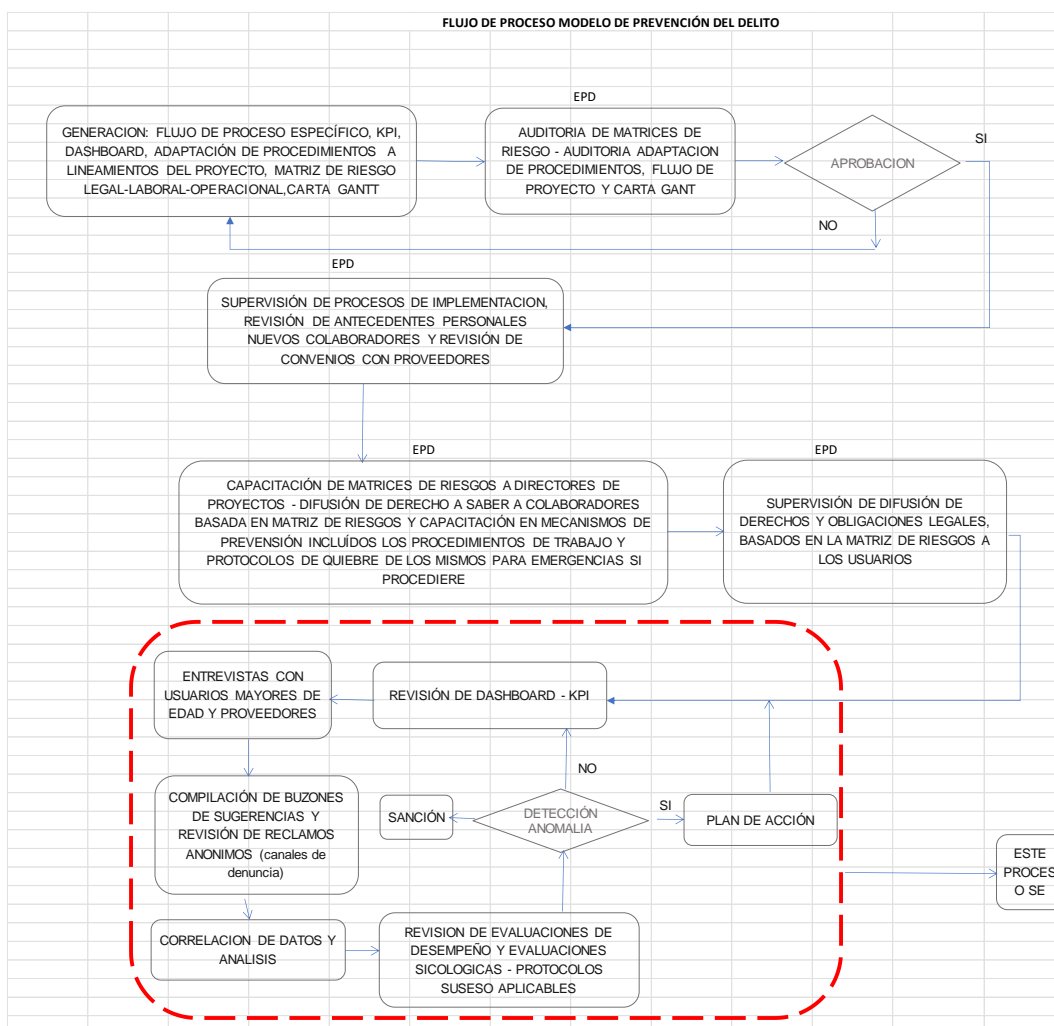 FLUJO DE PROCESO MODELO DE PREVENCIÓN DEL DELITO
EPD
GENERACION: FLUJO DE PROCESO ESPECÍFICO, KPI,
DASHBOARD, ADAPTACIÓN DE PROCEDIMIENTOS A
LINEAMIENTOS DEL PROYECTO, MATRIZ DE RIESGO
LEGAL-LABORAL-OPERACIONAL,CARTA GANTT
AUDITORIA DE MATRICES DE
RIESGO - AUDITORIA ADAPTACION
DE PROCEDIMIENTOS, FLUJO DE
PROYECTO Y CARTA GANT
APROBACION
SI
NO
EPD
SUPERVISIÓN DE PROCESOS DE IMPLEMENTACION,
REVISIÓN DE ANTECEDENTES PERSONALES
NUEVOS COLABORADORES Y REVISIÓN DE
CONVENIOS CON PROVEEDORES
EPD
CAPACITACIÓN DE MATRICES DE RIESGOS A DIRECTORES
DE PROYECTOS - DIFUSIÓN DE DERECHO A SABER A COLABORADORES
BASADA EN MATRIZ DE RIESGOS Y CAPACITACIÓN EN MECANISMOS DE
PREVENCIÓN INCLUÍDOS LOS PROCEDIMIENTOS DE TRABAJO Y
PROTOCOLOS DE QUIEBRE DE LOS MISMOS PARA EMERGENCIAS SI
PROCEDIERE
EPD
SUPERVISIÓN DE DIFUSIÓN DE
DERECHOS Y OBLIGACIONES LEGALES,
BASADOS EN LA MATRIZ DE RIESGOS A
LOS USUARIOS
ENTREVISTAS CON
USUARIOS MAYORES DE
EDAD Y PROVEEDORES
REVISIÓN DE DASHBOARD - KPI
NO
COMPILACIÓN DE BUZONES
DE SUGERENCIAS Y
REVISIÓN DE RECLAMOS
ANONIMOS (canales de
denuncia)
SANCIÓN
DETECCIÓN
ANOMALIA
SI
PLAN DE ACCIÓN
ESTE
PROCES
O SE
CORRELACION DE DATOS Y
ANALISIS
REVISION DE EVALUACIONES DE
DESEMPEÑO Y EVALUACIONES
SICOLOGICAS - PROTOCOLOS
SUSESO APLICABLES